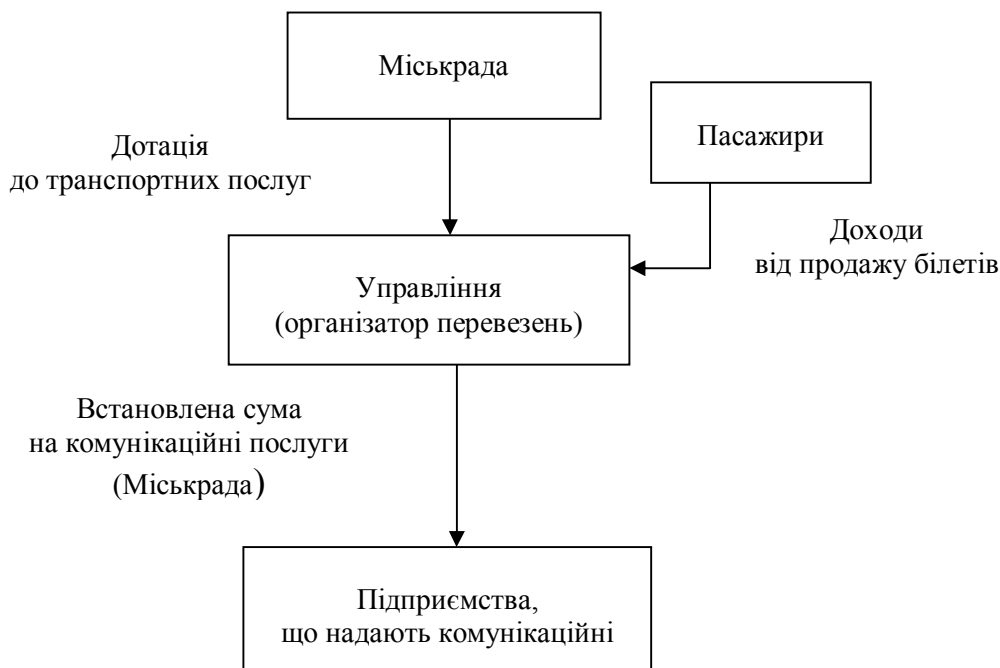 Міськрада
Пасажири
Дотація
до транспортних послуг
Доходи
від продажу білетів
Управління
(організатор перевезень)
Встановлена сума
на комунікаційні послуги
(Міськрада)
Підприємства,
що надають комунікаційні